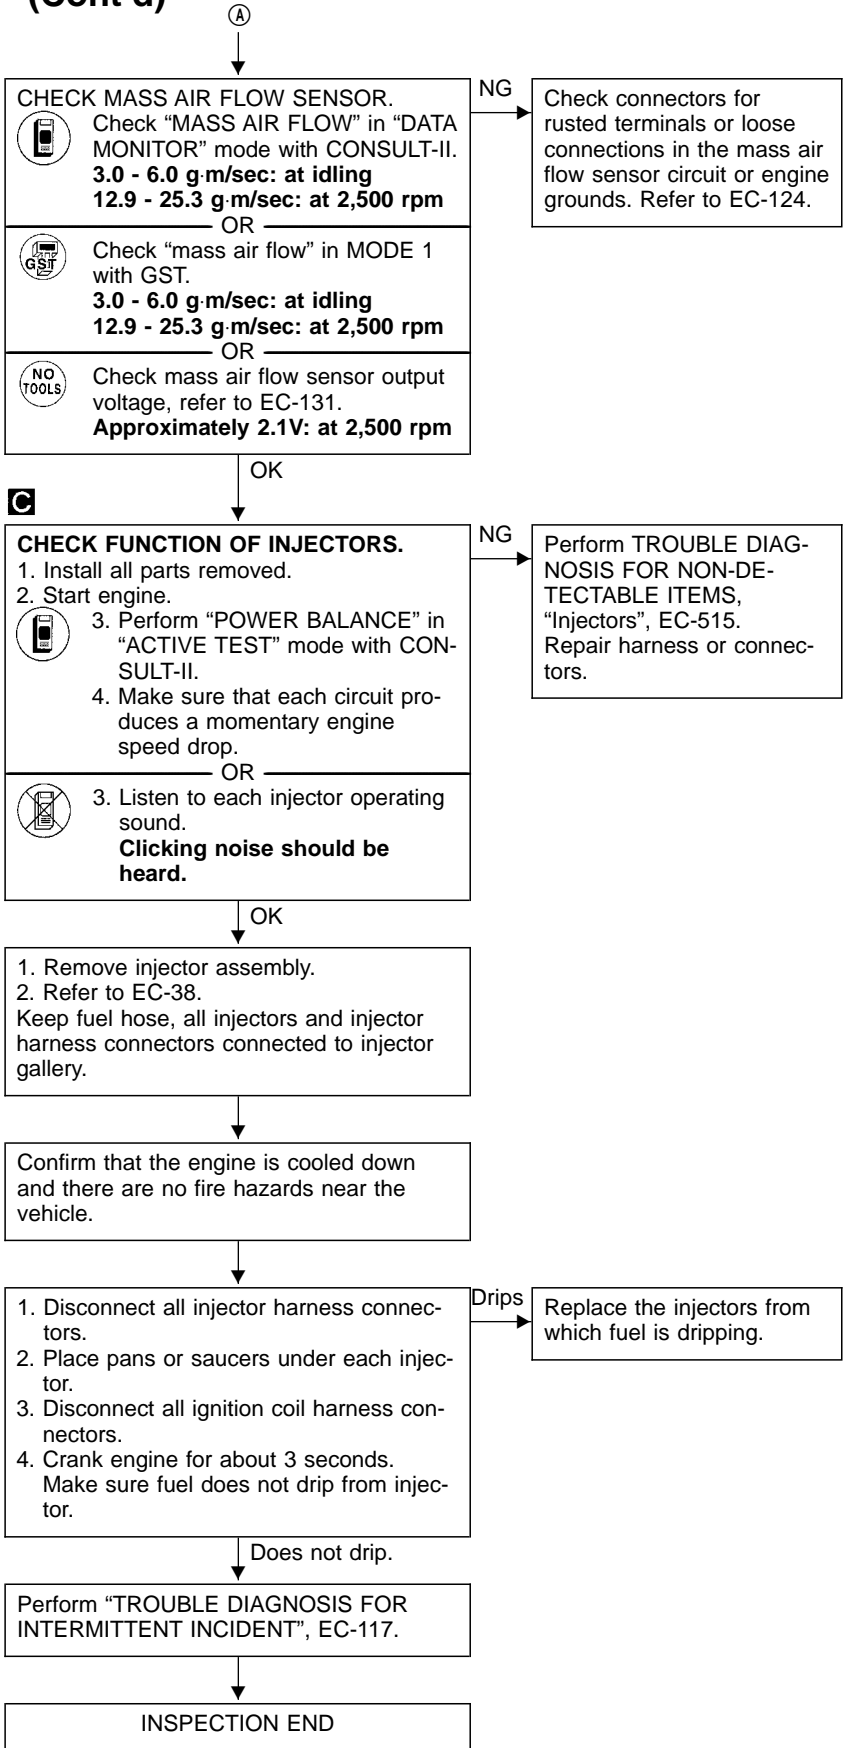 (Cont'd)
Ⓐ
CHECK MASS AIR FLOW SENSOR.
Check “MASS AIR FLOW” in “DATA
MONITOR” mode with CONSULT-II.
3.0 - 6.0 g·m/sec: at idling
12.9 - 25.3 g·m/sec: at 2,500 rpm
OR
GST
Check “mass air flow” in MODE 1
with GST.
3.0 - 6.0 g·m/sec: at idling
12.9 - 25.3 g·m/sec: at 2,500 rpm
OR
NO
TOOLS
Check mass air flow sensor output
voltage, refer to EC-131.
Approximately 2.1V: at 2,500 rpm
NG
Check connectors for
rusted terminals or loose
connections in the mass air
flow sensor circuit or engine
grounds. Refer to EC-124.
OK
C
CHECK FUNCTION OF INJECTORS.
1. Install all parts removed.
2. Start engine.
3. Perform “POWER BALANCE” in
“ACTIVE TEST” mode with CON-
SULT-II.
4. Make sure that each circuit pro-
duces a momentary engine
speed drop.
OR
3. Listen to each injector operating
sound.
Clicking noise should be
heard.
NG
Perform TROUBLE DIAG-
NOSIS FOR NON-DE-
TECTABLE ITEMS,
“Injectors”, EC-515.
Repair harness or connec-
tors.
OK
1. Remove injector assembly.
2. Refer to EC-38.
Keep fuel hose, all injectors and injector
harness connectors connected to injector
gallery.
Confirm that the engine is cooled down
and there are no fire hazards near the
vehicle.
1. Disconnect all injector harness connec-
tors.
2. Place pans or saucers under each injec-
tor.
3. Disconnect all ignition coil harness con-
nectors.
4. Crank engine for about 3 seconds.
Make sure fuel does not drip from injec-
tor.
Drips
Replace the injectors from
which fuel is dripping.
Does not drip.
Perform “TROUBLE DIAGNOSIS FOR
INTERMITTENT INCIDENT”, EC-117.
INSPECTION END